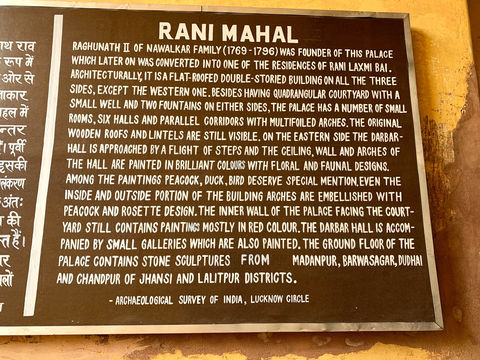 RANI MAHAL
RAGHUNATH II OF NAWALKAR FAMILY (1769-1796) WAS FOUNDER OF THIS PALACE
WHICH LATER ON WAS CONVERTED INTO ONE OF THE RESIDENCES OF RANI LAXMI BAI.
ARCHITECTURALLY, IT IS A FLAT-ROOFED DOUBLE-STORIED BUILDING ON ALL THE THREE
SIDES, EXCEPT THE WESTERN ONE. BESIDES HAVING QUADRANGULAR COURTYARD WITH A
SMALL WELL AND TWO FOUNTAINS ON EITHER SIDES, THE PALACE HAS A NUMBER OF SMALL
ROOMS, SIX HALLS AND PARALLEL CORRIDORS WITH MULTIFOILED ARCHES. THE ORIGINAL
WOODEN ROOFS AND LINTELS ARE STILL VISIBLE. ON THE EASTERN SIDE THE DARBAR-
HALL IS APPROACHED BY A FLIGHT OF STEPS AND THE CEILING, WALL AND ARCHES OF
THE HALL ARE PAINTED IN BRILLIANT COLOURS WITH FLORAL AND FAUNAL DESIGNS.
AMONG THE PAINTINGS PEACOCK, DUCK, BIRD DESERVE SPECIAL MENTION. EVEN THE
INSIDE AND OUTSIDE PORTION OF THE BUILDING ARCHES ARE EMBELLISHED WITH
PEACOCK AND ROSETTE DESIGN. THE INNER WALL OF THE PALACE FACING THE COURT-
YARD STILL CONTAINS PAINTINGS MOSTLY IN RED COLOUR. THE DARBAR HALL IS ACCOM-
PANIED BY SMALL GALLERIES WHICH ARE ALSO PAINTED. THE GROUND FLOOR OF THE
PALACE CONTAINS STONE SCULPTURES FROM MADANPUR, BARWASAGAR, DUDHAI
AND CHANDPUR OF JHANSI AND LALITPUR DISTRICTS.
- ARCHAEOLOGICAL SURVEY OF INDIA, LUCKNOW CIRCLE